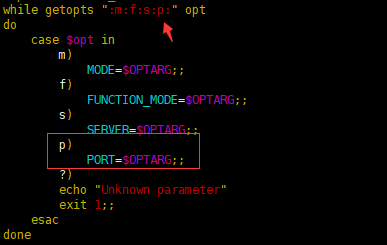 while getopts ":m:f:s:p:" opt
do
    case $opt in
        m)
            MODE=$OPTARG;;
        f)
            FUNCTION_MODE=$OPTARG;;
        s)
            SERVER=$OPTARG;;
        p)
            PORT=$OPTARG;;
        ?)
        echo "Unknown parameter"
        exit 1;;
    esac
done